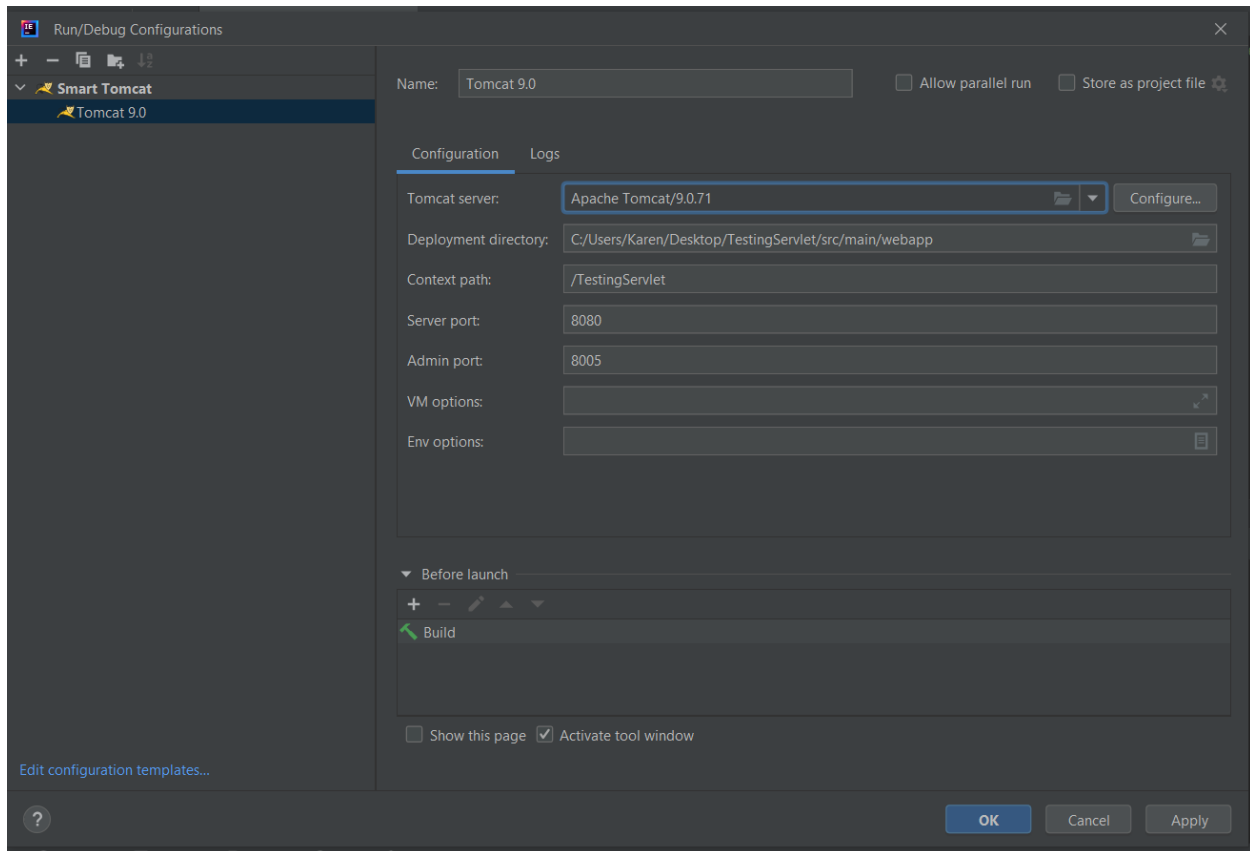 Run/Debug Configurations
Smart Tomcat
Tomcat 9.0
Edit configuration templates...
Name: Tomcat 9.0 Allow parallel run Store as project file
Configuration Logs
Tomcat server: Apache Tomcat/9.0.71 Configure...
Deployment directory: C:/Users/Karen/Desktop/TestingServlet/src/main/webapp
Context path: /TestingServlet
Server port: 8080
Admin port: 8005
VM options:
Env options:
Before launch
Build
Show this page Activate tool window
? OK Cancel Apply